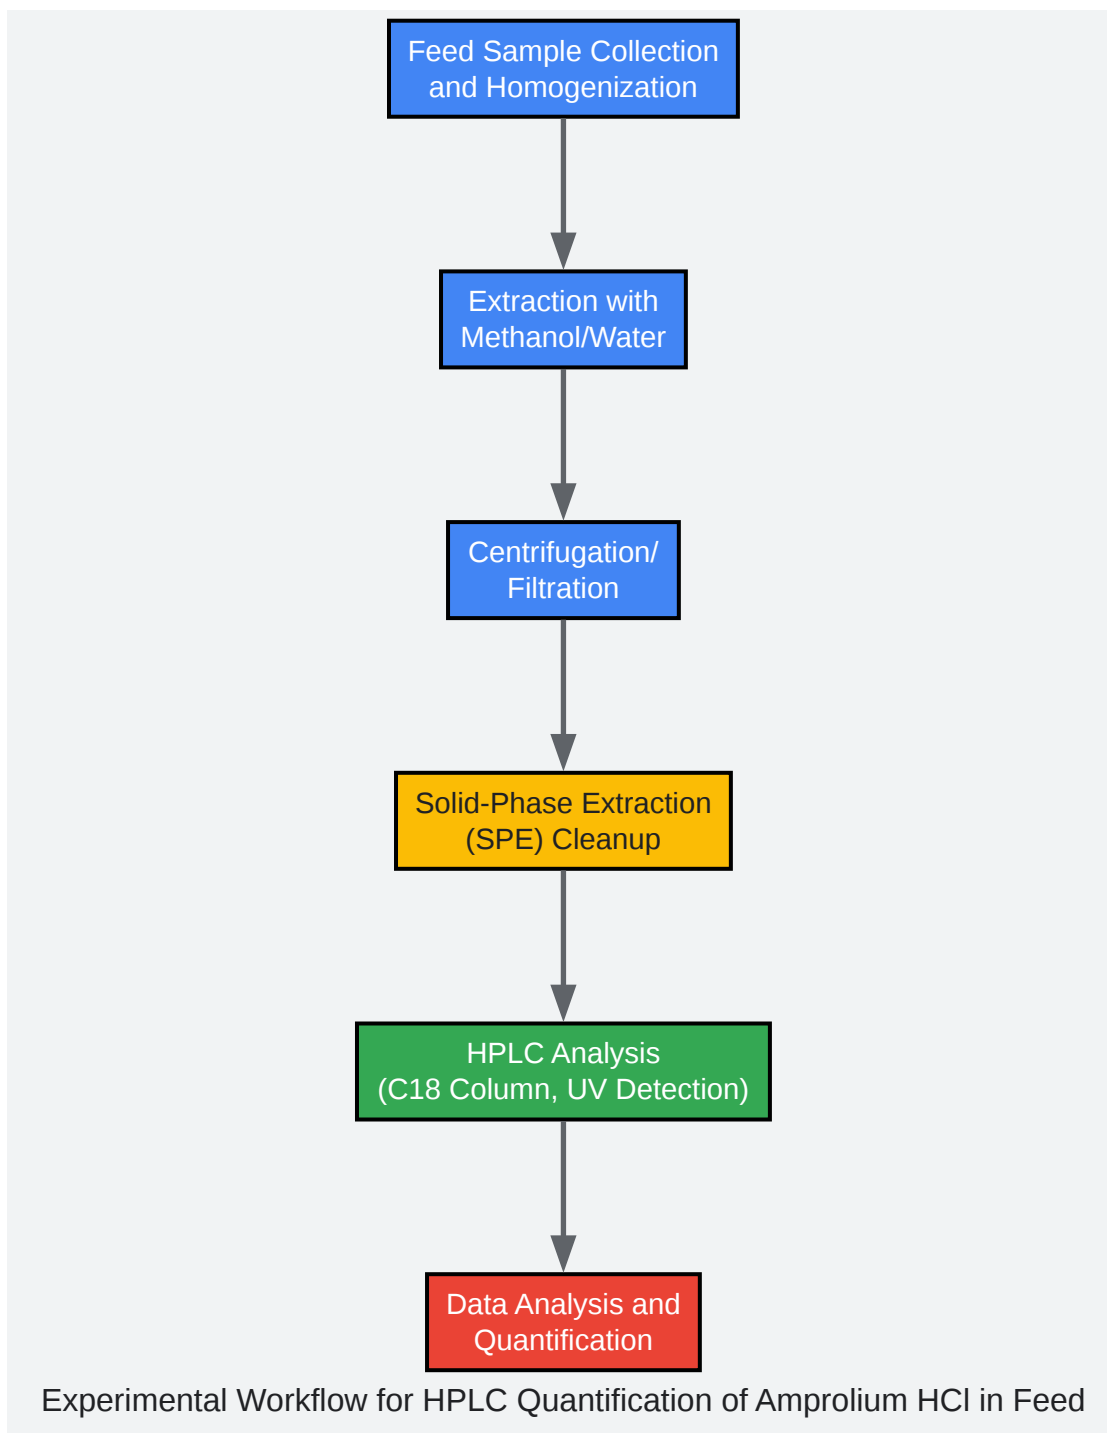 Feed Sample Collection
and Homogenization
Extraction with
Methanol/Water
Centrifugation/
Filtration
Solid-Phase Extraction
(SPE) Cleanup
HPLC Analysis
(C18 Column, UV Detection)
Data Analysis and
Quantification
Experimental Workflow for HPLC Quantification of Amprolium HCl in Feed